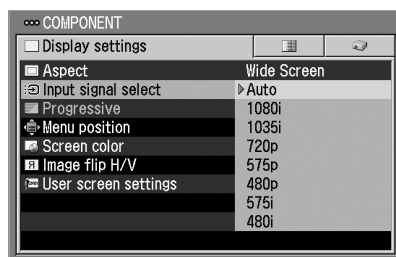 COMPONENT
Display settings
Aspect Wide Screen
Input signal select Auto
Progressive 1080i
Menu position 1035i
Screen color 720p
Image flip H/V 575p
User screen settings 480p
575i
480i